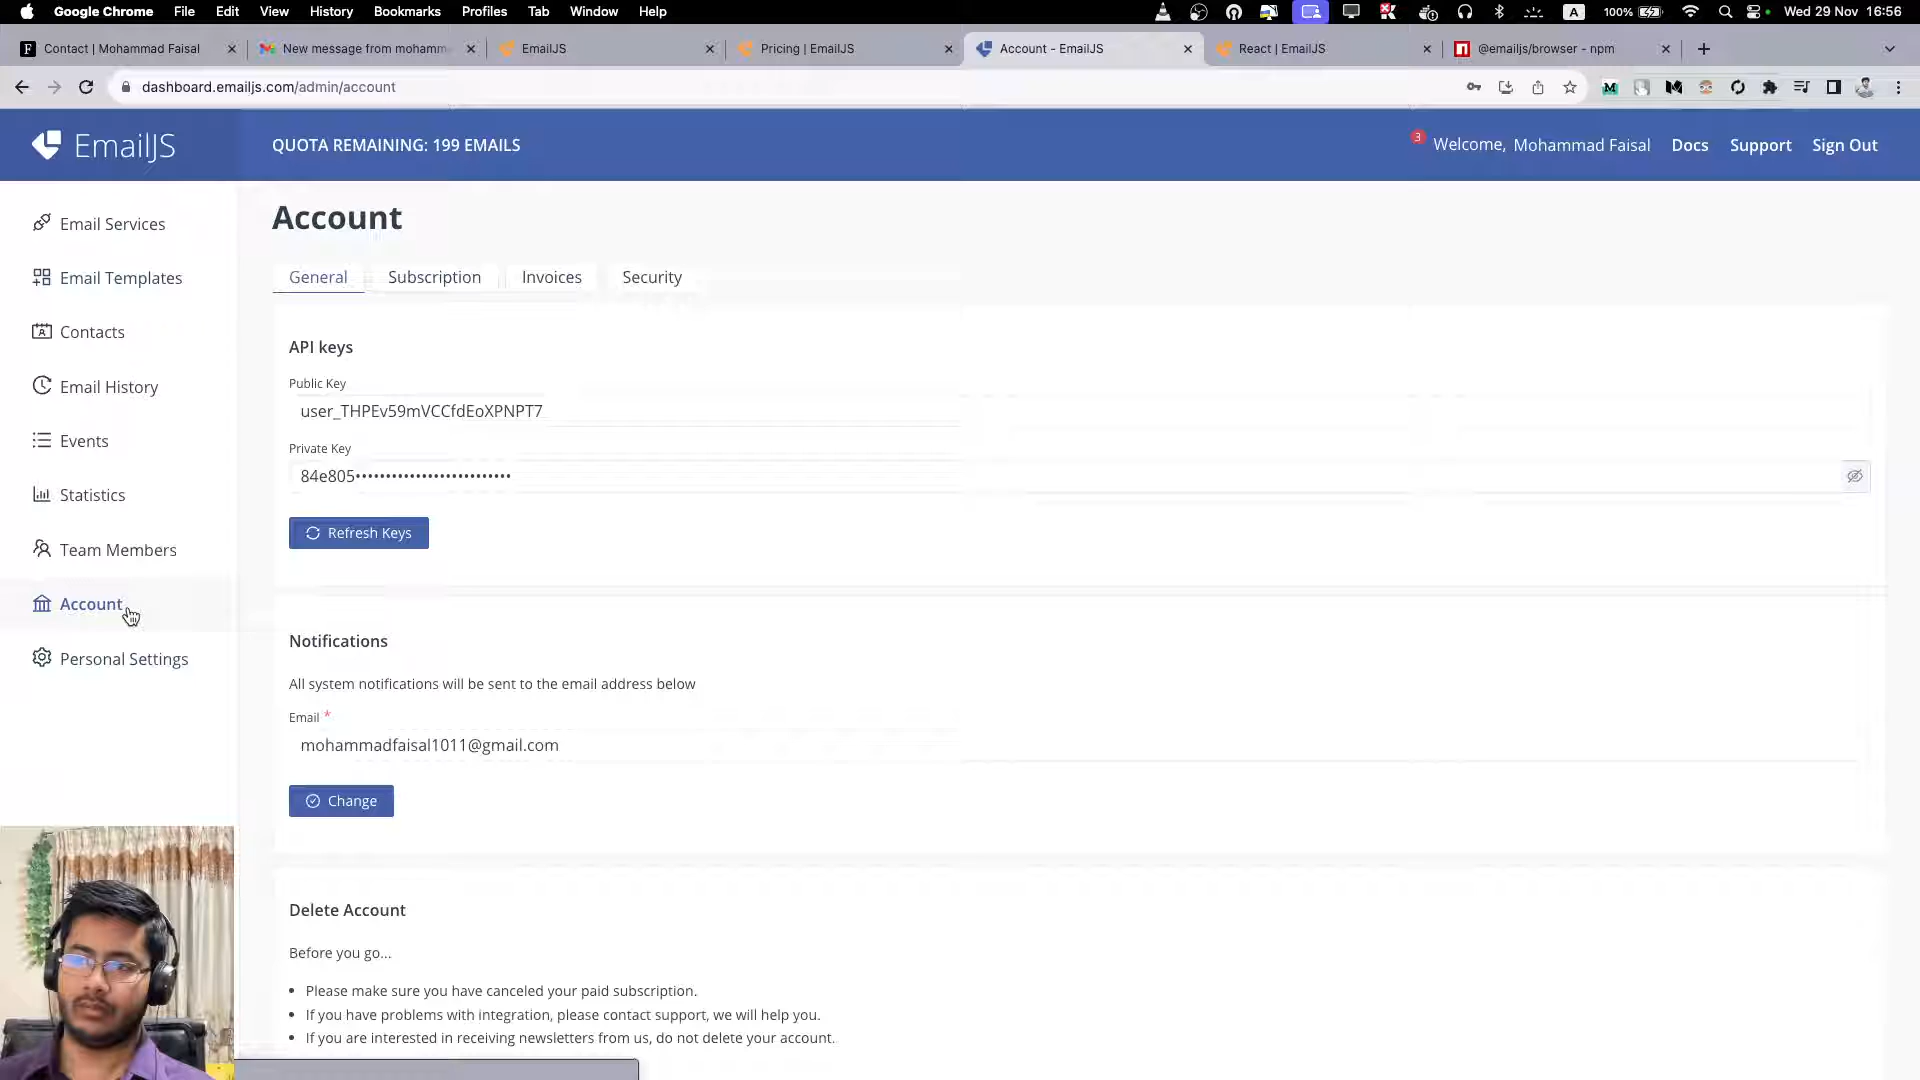 Google Chrome File Edit View History Bookmarks Profiles Tab Window Help
A 100% Wed 29 Nov 16:56
Contact | Mohammad Faisal
New message from mohamm
EmailJS
Pricing | EmailJS
Account - EmailJS
React | EmailJS
@emailjs/browser - npm
dashboard.emailjs.com/admin/account
EmailJS
QUOTA REMAINING: 199 EMAILS
3
Welcome, Mohammad Faisal
Docs
Support
Sign Out
Email Services
Email Templates
Contacts
Email History
Events
Statistics
Team Members
Account
Personal Settings
Account
General Subscription Invoices Security
API keys
Public Key
user_THPEv59mVCCfdEoXPNPT7
Private Key
84e805••••••••••••••••••••••••••
Refresh Keys
Notifications
All system notifications will be sent to the email address below
Email *
mohammadfaisal1011@gmail.com
Change
Delete Account
Before you go...
• Please make sure you have canceled your paid subscription.
• If you have problems with integration, please contact support, we will help you.
• If you are interested in receiving newsletters from us, do not delete your account.